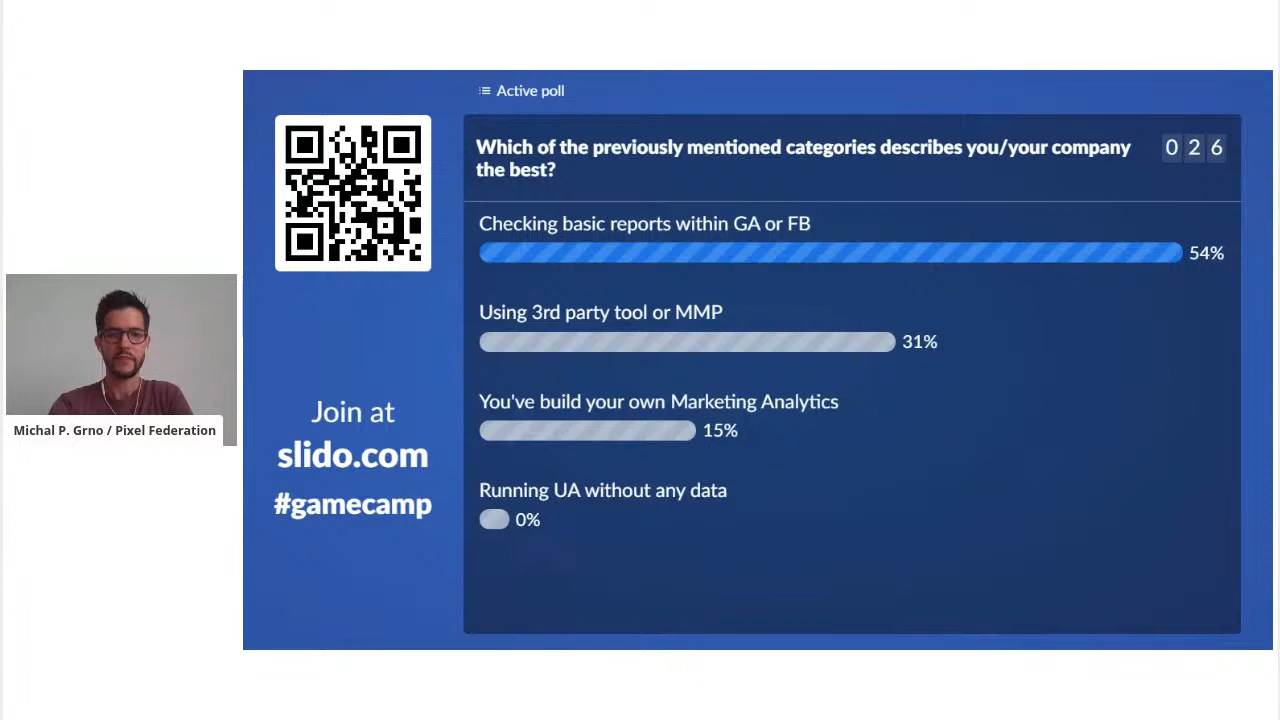 Active poll
Which of the previously mentioned categories describes you/your company
the best?
0 2 6
Checking basic reports within GA or FB
54%
Using 3rd party tool or MMP
31%
You've build your own Marketing Analytics
15%
Running UA without any data
0%
Join at
slido.com
#gamecamp
Michal P. Grno / Pixel Federation